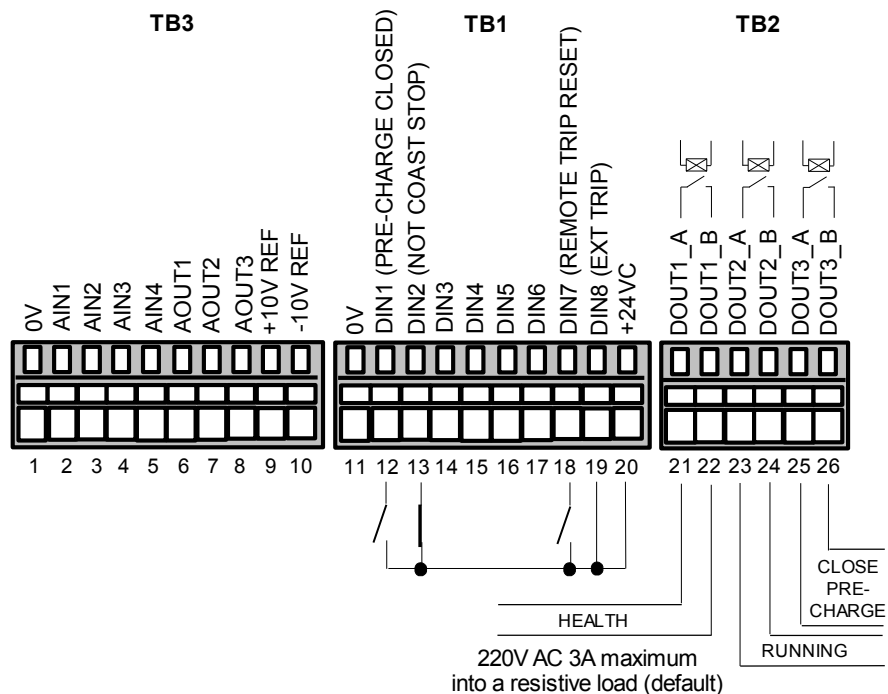 TB3
TB1
TB2
0V
AIN1
AIN2
AIN3
AIN4
AOUT1
AOUT2
AOUT3
+10V REF
-10V REF
0V
DIN1 (PRE-CHARGE CLOSED)
DIN2 (NOT COAST STOP)
DIN3
DIN4
DIN5
DIN6
DIN7 (REMOTE TRIP RESET)
DIN8 (EXT TRIP)
+24VC
DOUT1_A
DOUT1_B
DOUT2_A
DOUT2_B
DOUT3_A
DOUT3_B
1 2 3 4 5 6 7 8 9 10
11 12 13 14 15 16 17 18 19 20
21 22 23 24 25 26
CLOSE
PRE-
CHARGE
HEALTH
RUNNING
220V AC 3A maximum
into a resistive load (default)